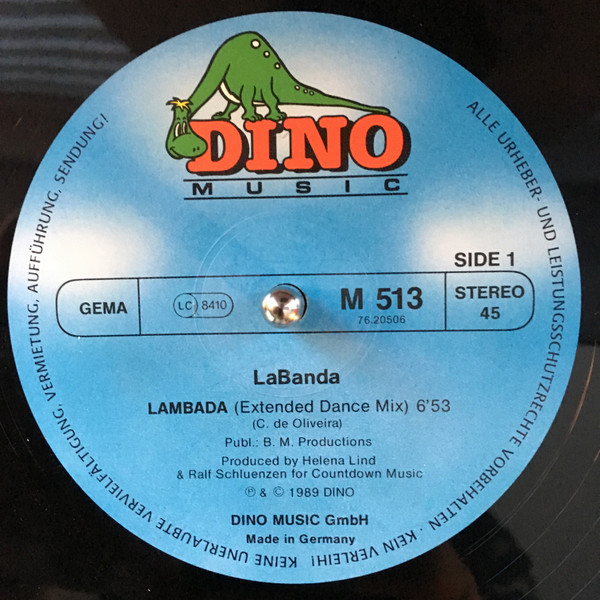 DINO
MUSIC
SIDE 1
GEMA
LC 8410
M 513
76.20506
STEREO
45
LaBanda
LAMBADA (Extended Dance Mix) 6'53
(C. de Oliveira)
Publ.: B. M. Productions
Produced by Helena Lind
& Ralf Schluenzen for Countdown Music
℗ & © 1989 DINO
DINO MUSIC GmbH
Made in Germany
ALLE URHEBER- UND LEISTUNGSSCHUTZRECHTE VORBEHALTEN · KEIN VERLEIH! KEINE UNERLAUBTE VERVIELFÄLTIGUNG, VERMIETUNG, AUFFÜHRUNG, SENDUNG!